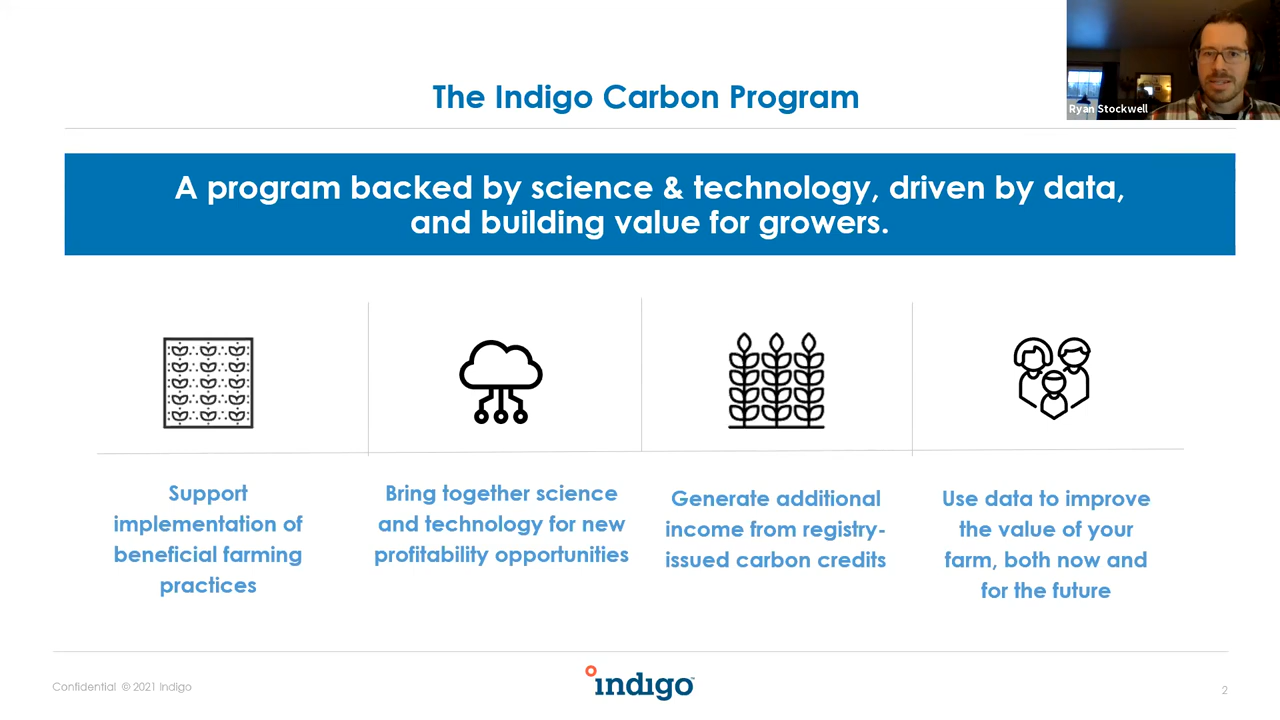 The Indigo Carbon Program
Ryan Stockwell
A program backed by science & technology, driven by data,
and building value for growers.
Support
implementation of
beneficial farming
practices
Bring together science
and technology for new
profitability opportunities
Generate additional
income from registry-
issued carbon credits
Use data to improve
the value of your
farm, both now and
for the future
Confidential © 2021 Indigo
indigo™
2